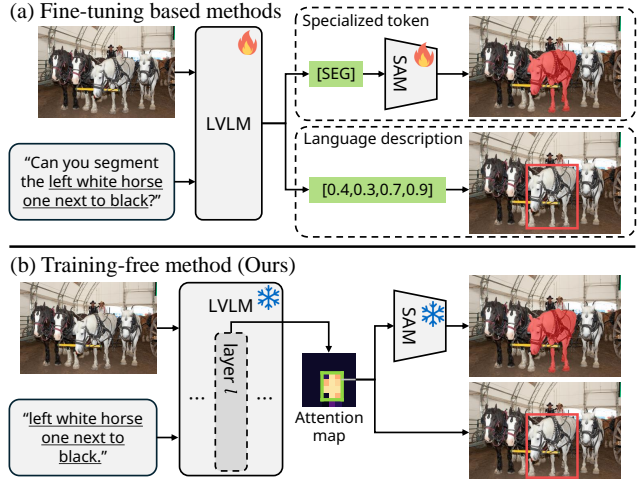 (a) Fine-tuning based methods
Specialized token
LVLM
[SEG]
SAM
“Can you segment
the left white horse
one next to black?”
Language description
[0.4,0.3,0.7,0.9]
(b) Training-free method (Ours)
LVLM
layer l
...
...
SAM
Attention
map
“left white horse
one next to
black.”